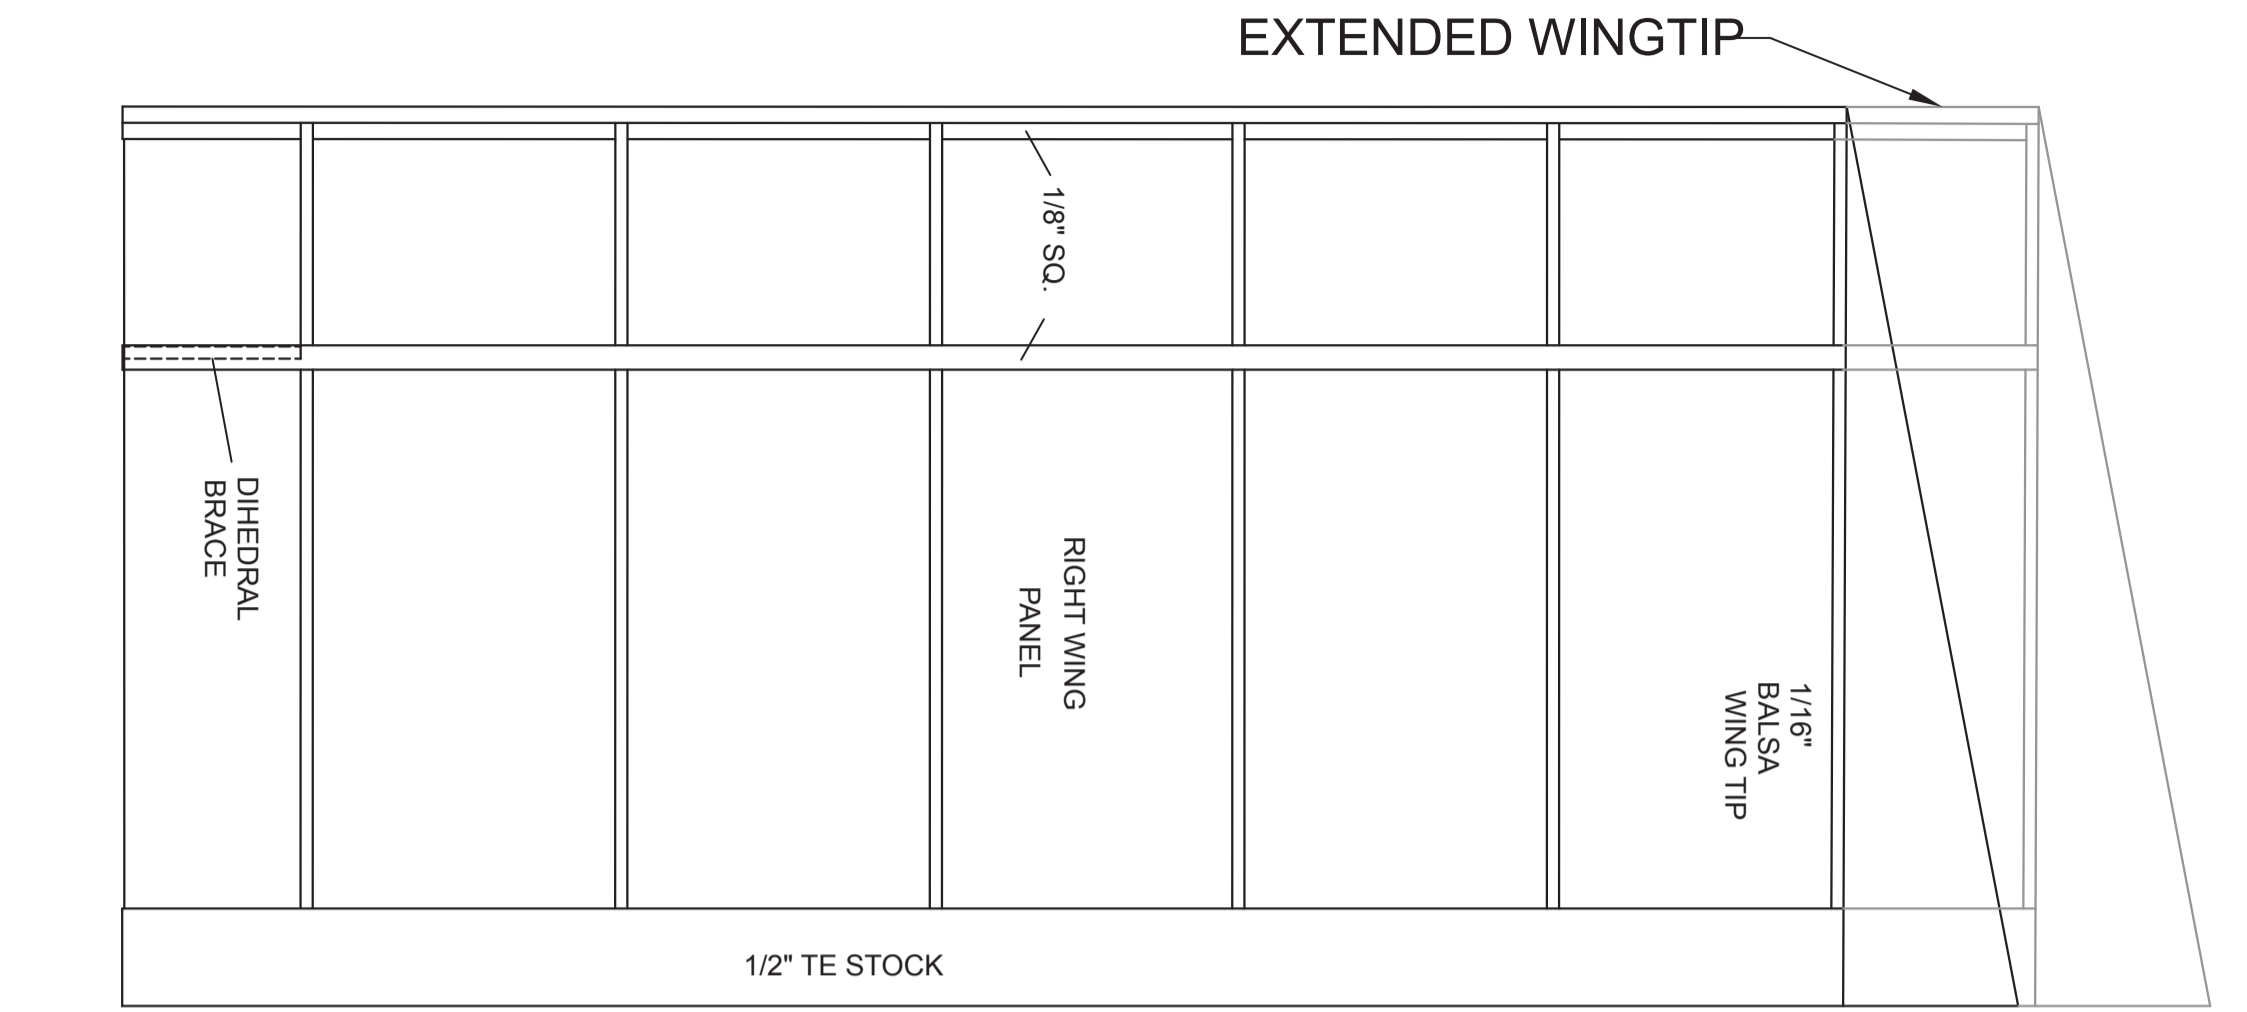 EXTENDED WINGTIP
1/8" SQ.
DIHEDRAL
BRACE
RIGHT WING
PANEL
1/16"
BALSA
WING TIP
1/2" TE STOCK